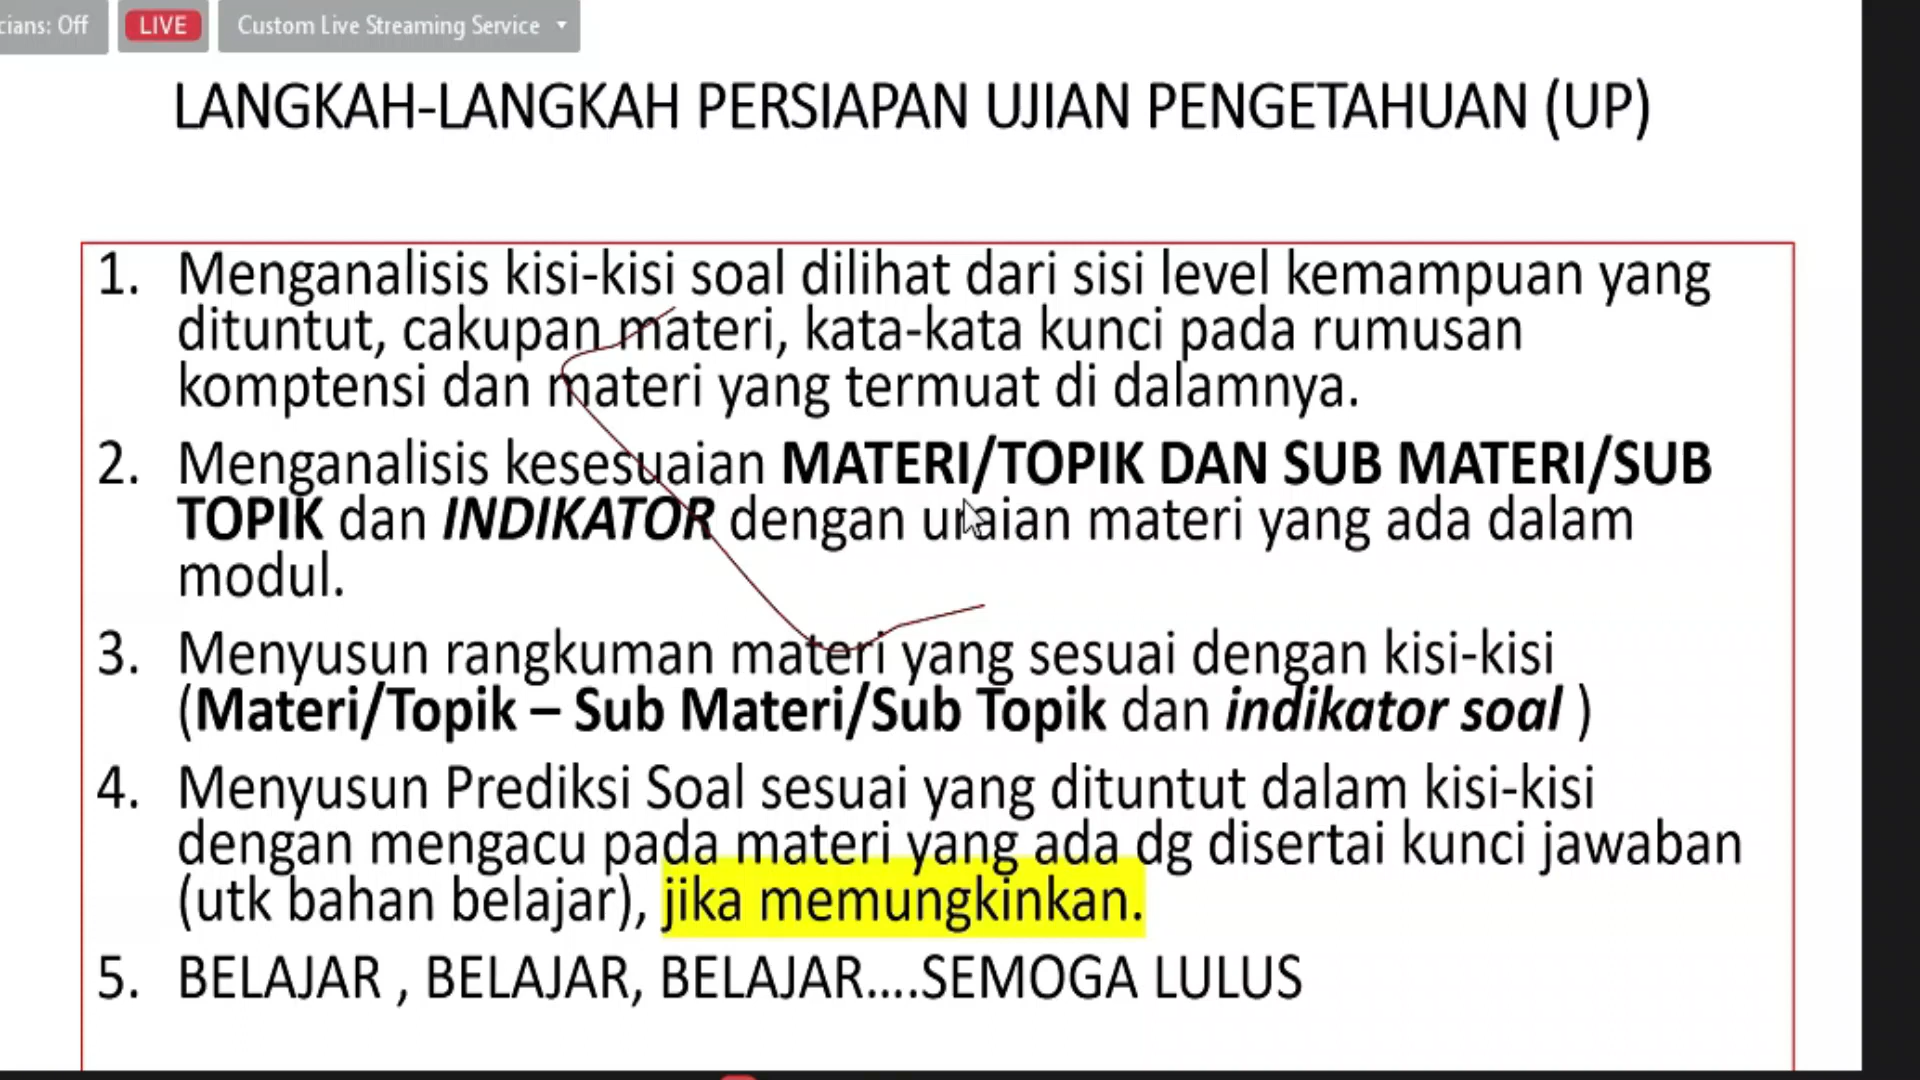 cians: Off
LIVE
Custom Live Streaming Service
LANGKAH-LANGKAH PERSIAPAN UJIAN PENGETAHUAN (UP)
1. Menganalisis kisi-kisi soal dilihat dari sisi level kemampuan yang
dituntut, cakupan materi, kata-kata kunci pada rumusan
komptensi dan materi yang termuat di dalamnya.
2. Menganalisis kesesuaian MATERI/TOPIK DAN SUB MATERI/SUB
TOPIK dan INDIKATOR dengan uraian materi yang ada dalam
modul.
3. Menyusun rangkuman materi yang sesuai dengan kisi-kisi
(Materi/Topik – Sub Materi/Sub Topik dan indikator soal )
4. Menyusun Prediksi Soal sesuai yang dituntut dalam kisi-kisi
dengan mengacu pada materi yang ada dg disertai kunci jawaban
(utk bahan belajar), jika memungkinkan.
5. BELAJAR , BELAJAR, BELAJAR....SEMOGA LULUS